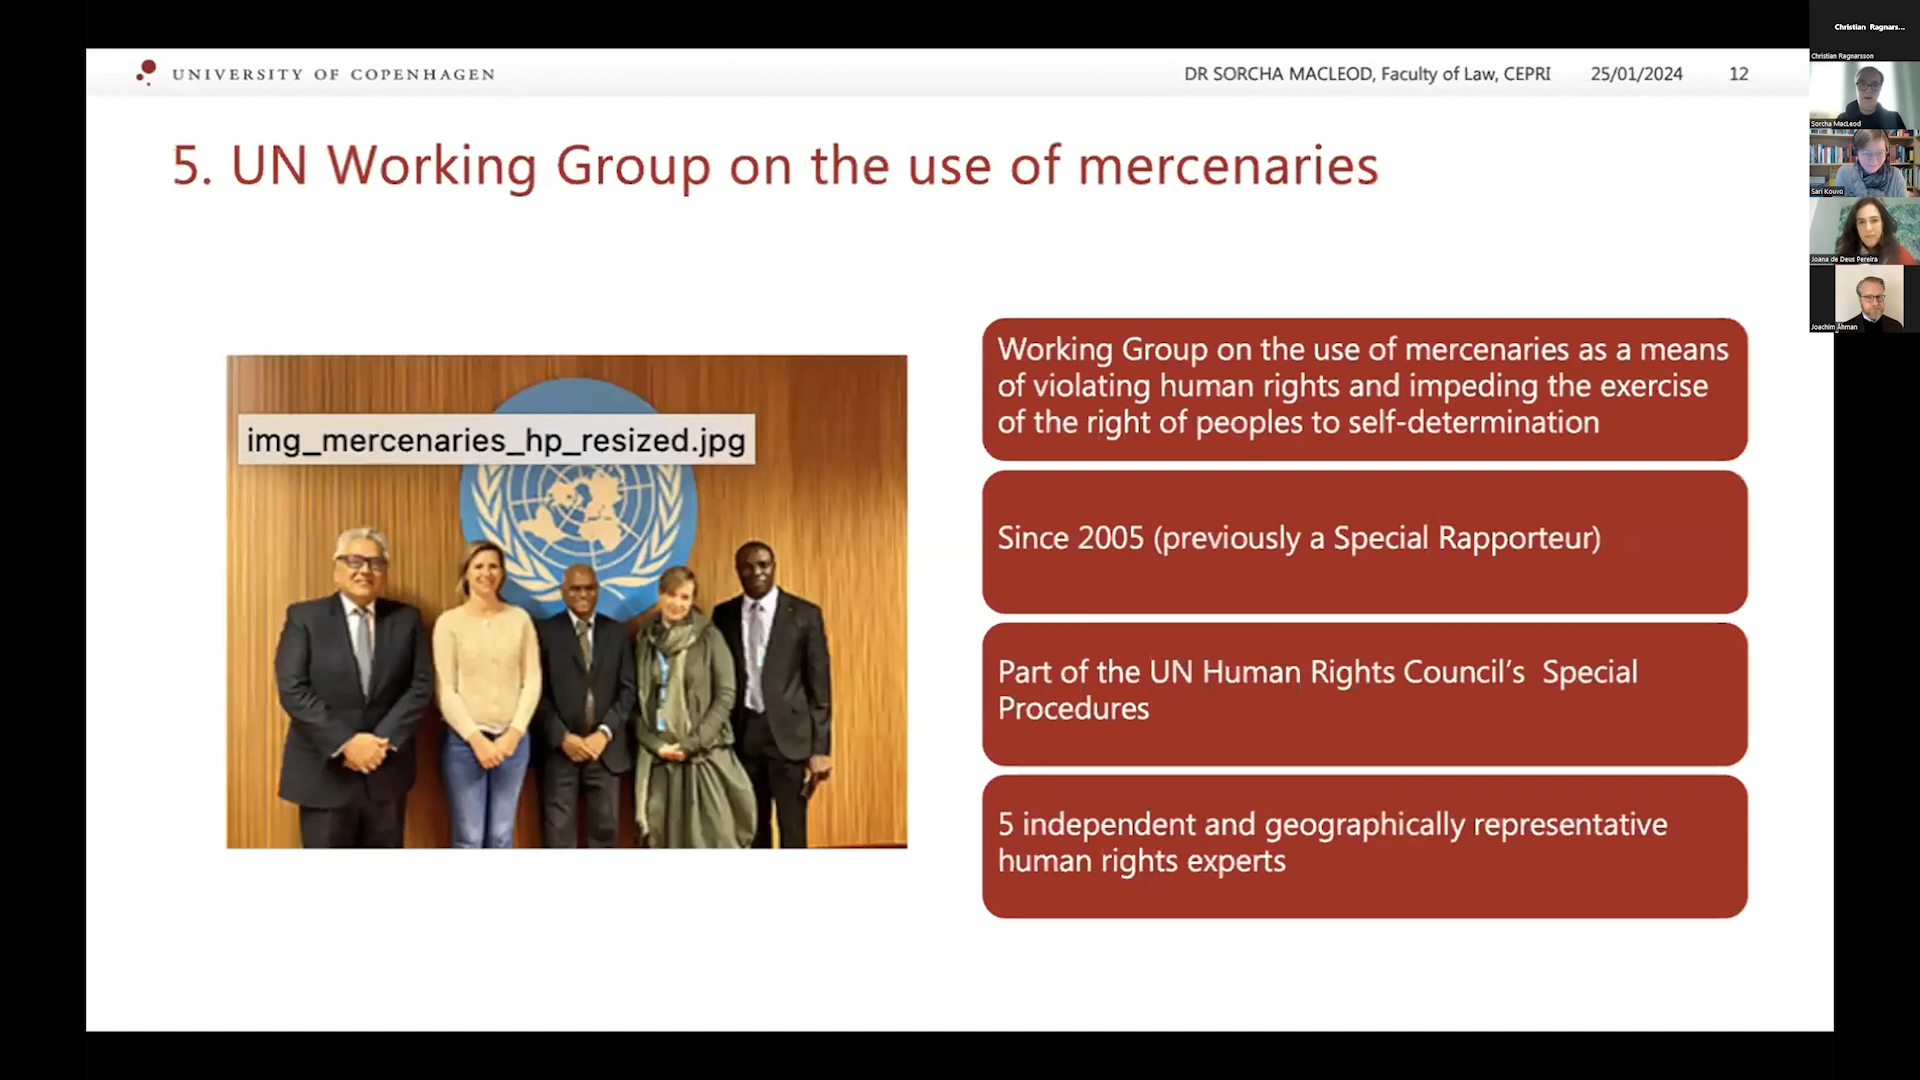 UNIVERSITY OF COPENHAGEN
DR SORCHA MACLEOD, Faculty of Law, CEPRI 25/01/2024 12
5. UN Working Group on the use of mercenaries
img_mercenaries_hp_resized.jpg
Working Group on the use of mercenaries as a means
of violating human rights and impeding the exercise
of the right of peoples to self-determination
Since 2005 (previously a Special Rapporteur)
Part of the UN Human Rights Council’s  Special
Procedures
5 independent and geographically representative
human rights experts
Christian Ragnars...
Christian Ragnarsson
Sorcha MacLeod
Sari Kouvo
Joana de Deus Pereira
Joachim Åhman